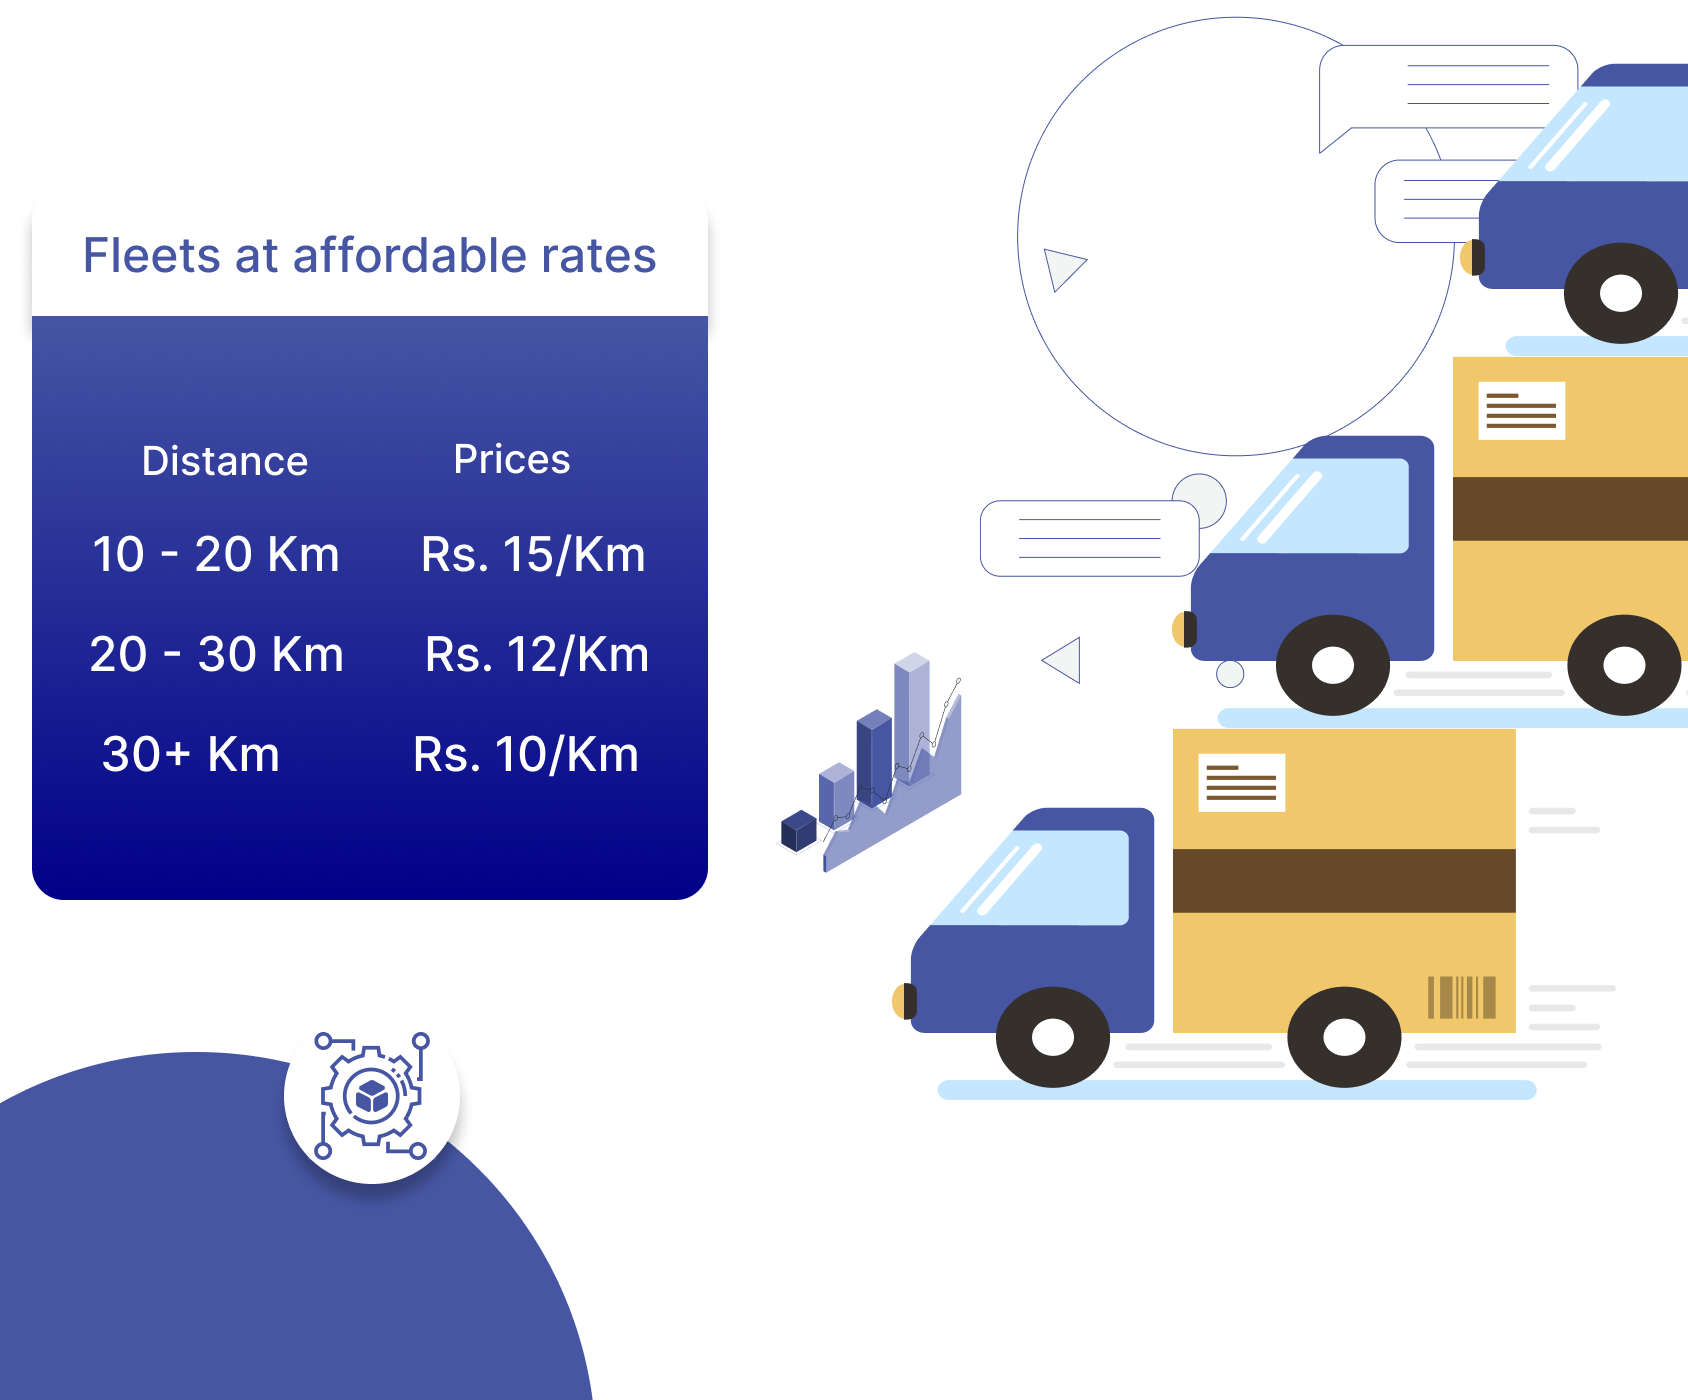 Fleets at affordable rates
Distance Prices
10 - 20 Km Rs. 15/Km
20 - 30 Km Rs. 12/Km
30+ Km Rs. 10/Km